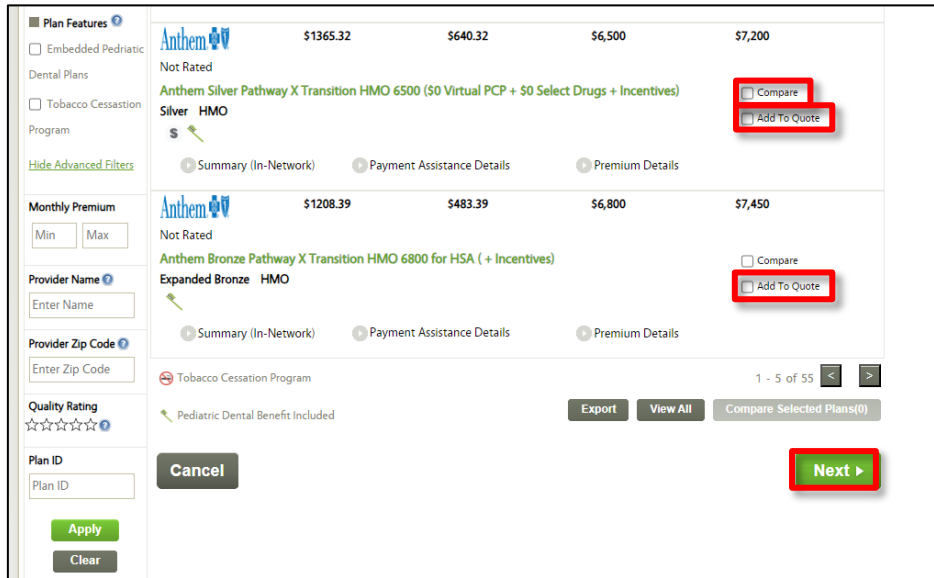 Plan Features
Embedded Pedriatic
Dental Plans
Tobacco Cessastion
Program
Hide Advanced Filters
Monthly Premium
Min Max
Provider Name
Enter Name
Provider Zip Code
Enter Zip Code
Quality Rating
Plan ID
Plan ID
Apply
Clear
Anthem $1365.32 $640.32 $6,500 $7,200
Not Rated
Anthem Silver Pathway X Transition HMO 6500 ($0 Virtual PCP + $0 Select Drugs + Incentives)
Compare
Silver HMO
Add To Quote
S
Summary (In-Network) Payment Assistance Details Premium Details
Anthem $1208.39 $483.39 $6,800 $7,450
Not Rated
Anthem Bronze Pathway X Transition HMO 6800 for HSA ( + Incentives)
Compare
Expanded Bronze HMO
Add To Quote
Summary (In-Network) Payment Assistance Details Premium Details
Tobacco Cessation Program
1 - 5 of 55 < >
Pediatric Dental Benefit Included
Export View All Compare Selected Plans(0)
Cancel Next